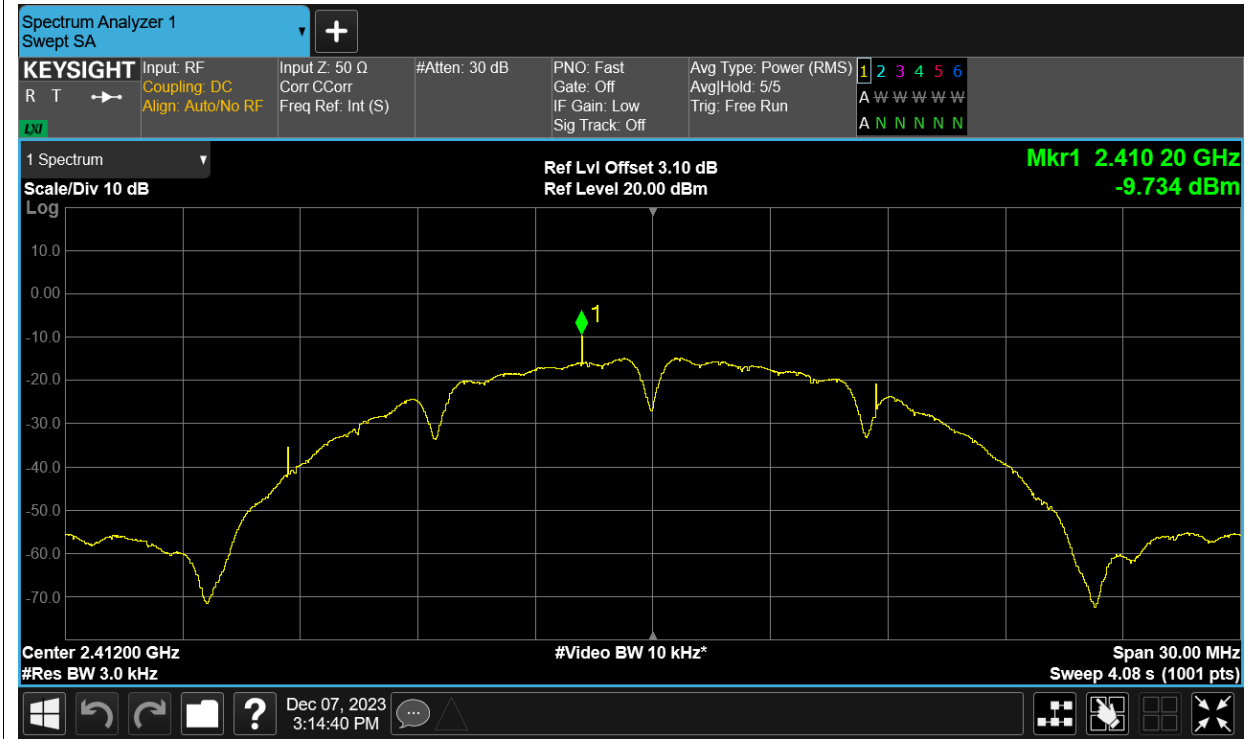 Spectrum Analyzer 1
Swept SA
+
KEYSIGHT
R T
LXI
Input: RF
Coupling: DC
Align: Auto/No RF
Input Z: 50 Ω
Corr CCorr
Freq Ref: Int (S)
#Atten: 30 dB
PNO: Fast
Gate: Off
IF Gain: Low
Sig Track: Off
Avg Type: Power (RMS)
Avg|Hold: 5/5
Trig: Free Run
1 2 3 4 5 6
A W W W W W
A N N N N N
1 Spectrum
Scale/Div 10 dB
Log
Ref Lvl Offset 3.10 dB
Ref Level 20.00 dBm
Mkr1 2.410 20 GHz
-9.734 dBm
10.0
0.00
1
-10.0
-20.0
-30.0
-40.0
-50.0
-60.0
-70.0
Center 2.41200 GHz
#Res BW 3.0 kHz
#Video BW 10 kHz*
Span 30.00 MHz
Sweep 4.08 s (1001 pts)
?
Dec 07, 2023
3:14:40 PM